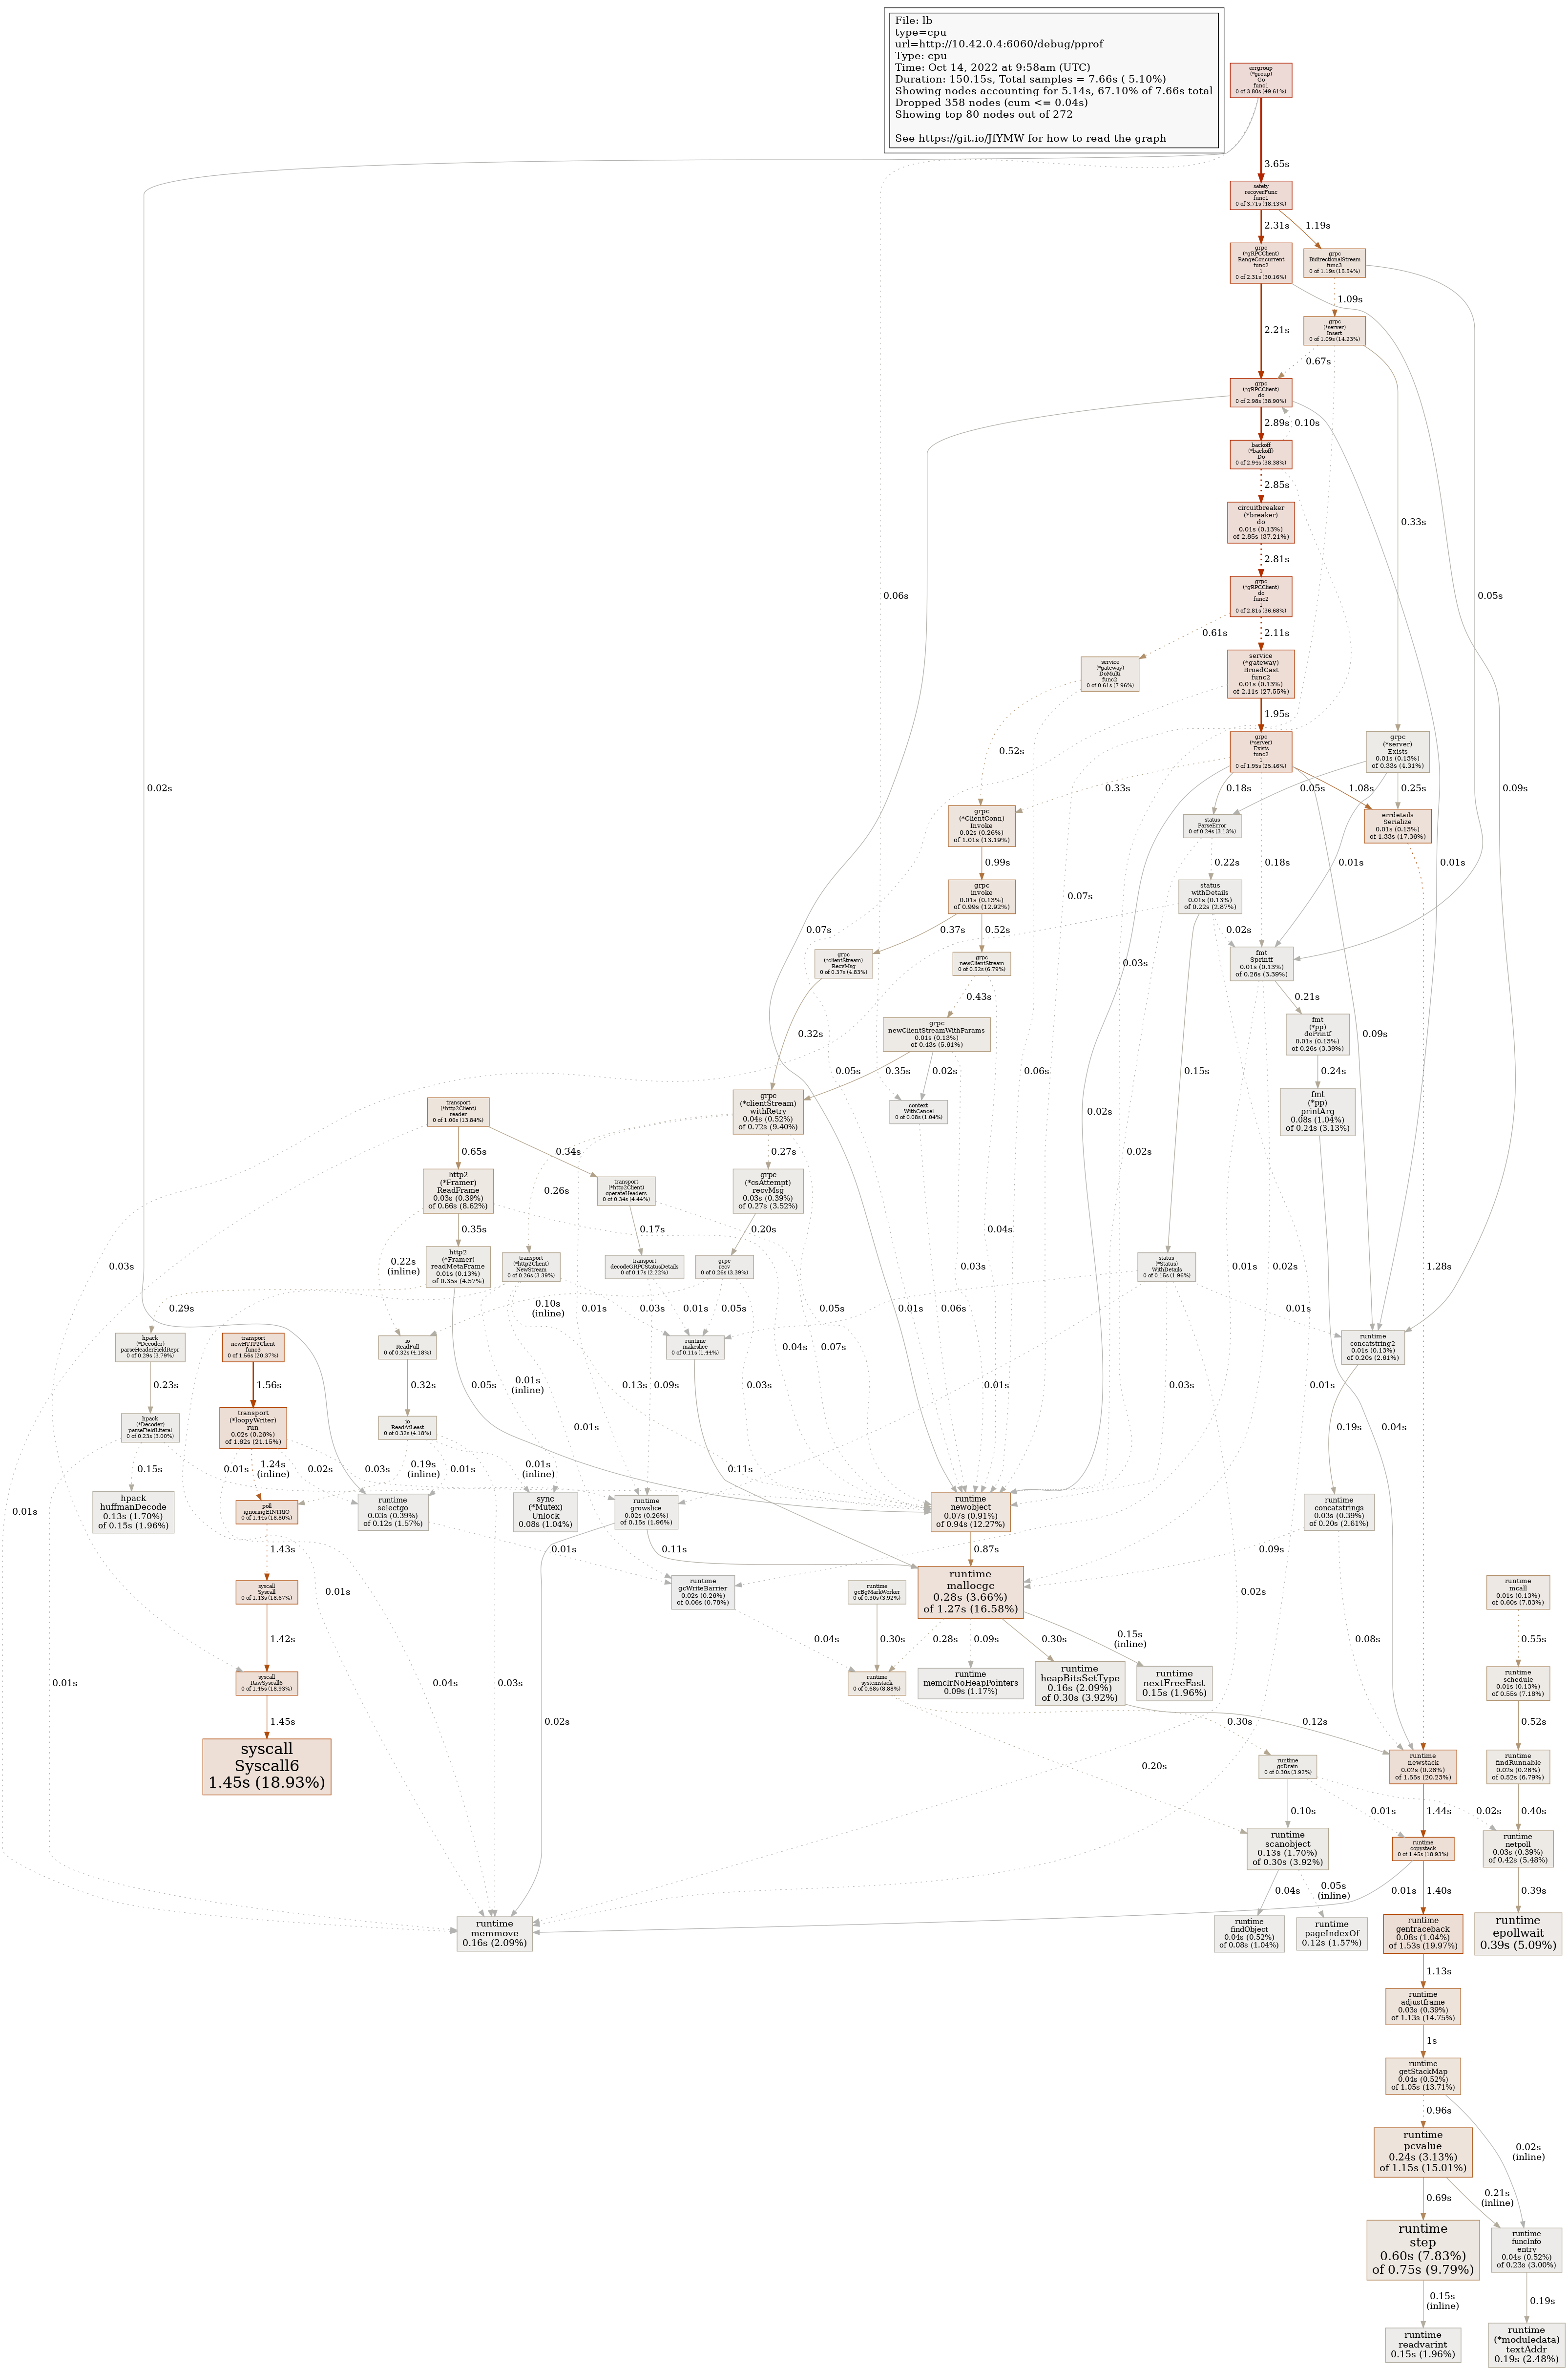 File: lb
type=cpu
url=http://10.42.0.4:6060/debug/pprof
Type: cpu
Time: Oct 14, 2022 at 9:58am (UTC)
Duration: 150.15s, Total samples = 7.66s ( 5.10%)
Showing nodes accounting for 5.14s, 67.10% of 7.66s total
Dropped 358 nodes (cum <= 0.04s)
Showing top 80 nodes out of 272
See https://git.io/JfYMW for how to read the graph
errgroup
(*group)
Go
func1
0 of 3.80s (49.61%)
3.65s
safety
recoverFunc
func1
0 of 3.71s (48.43%)
2.31s
1.19s
grpc
(*gRPCClient)
RangeConcurrent
func2
1
0 of 2.31s (30.16%)
grpc
BidirectionalStream
func3
0 of 1.19s (15.54%)
1.09s
grpc
(*server)
Insert
0 of 1.09s (14.23%)
2.21s
0.67s
grpc
(*gRPCClient)
do
0 of 2.98s (38.90%)
2.89s
0.10s
backoff
(*backoff)
Do
0 of 2.94s (38.38%)
2.85s
circuitbreaker
(*breaker)
do
0.01s (0.13%)
of 2.85s (37.21%)
0.33s
2.81s
grpc
(*gRPCClient)
do
func2
1
0 of 2.81s (36.68%)
0.06s
0.05s
0.61s
2.11s
service
(*gateway)
DoMulti
func2
0 of 0.61s (7.96%)
service
(*gateway)
BroadCast
func2
0.01s (0.13%)
of 2.11s (27.55%)
1.95s
grpc
(*server)
Exists
func2
1
0 of 1.95s (25.46%)
grpc
(*server)
Exists
0.01s (0.13%)
of 0.33s (4.31%)
0.52s
0.02s
0.33s
0.18s
0.05s
1.08s
0.25s
0.09s
grpc
(*ClientConn)
Invoke
0.02s (0.26%)
of 1.01s (13.19%)
status
ParseError
0 of 0.24s (3.13%)
errdetails
Serialize
0.01s (0.13%)
of 1.33s (17.36%)
0.99s
0.22s
0.18s
0.01s
0.01s
grpc
invoke
0.01s (0.13%)
of 0.99s (12.92%)
0.07s
status
withDetails
0.01s (0.13%)
of 0.22s (2.87%)
0.07s
0.37s
0.52s
0.02s
grpc
(*clientStream)
RecvMsg
0 of 0.37s (4.83%)
grpc
newClientStream
0 of 0.52s (6.79%)
0.03s
fmt
Sprintf
0.01s (0.13%)
of 0.26s (3.39%)
0.43s
0.21s
grpc
newClientStreamWithParams
0.01s (0.13%)
of 0.43s (5.61%)
fmt
(*pp)
doPrintf
0.01s (0.13%)
of 0.26s (3.39%)
0.32s
0.09s
0.05s
0.35s
0.02s
0.06s
0.15s
0.24s
transport
(*http2Client)
reader
0 of 1.06s (13.84%)
grpc
(*clientStream)
withRetry
0.04s (0.52%)
of 0.72s (9.40%)
context
WithCancel
0 of 0.08s (1.04%)
0.02s
fmt
(*pp)
printArg
0.08s (1.04%)
of 0.24s (3.13%)
0.65s
0.34s
0.27s
0.02s
http2
(*Framer)
ReadFrame
0.03s (0.39%)
of 0.66s (8.62%)
0.26s
transport
(*http2Client)
operateHeaders
0 of 0.34s (4.44%)
grpc
(*csAttempt)
recvMsg
0.03s (0.39%)
of 0.27s (3.52%)
0.35s
0.17s
0.20s
0.04s
0.03s
0.22s
(inline)
http2
(*Framer)
readMetaFrame
0.01s (0.13%)
of 0.35s (4.57%)
transport
(*http2Client)
NewStream
0 of 0.26s (3.39%)
transport
decodeGRPCStatusDetails
0 of 0.17s (2.22%)
grpc
recv
0 of 0.26s (3.39%)
0.03s
status
(*Status)
WithDetails
0 of 0.15s (1.96%)
0.01s
0.02s
1.28s
0.29s
0.10s
(inline)
0.01s
0.03s
0.01s
0.05s
0.05s
0.01s
0.06s
0.01s
hpack
(*Decoder)
parseHeaderFieldRepr
0 of 0.29s (3.79%)
transport
newHTTP2Client
func3
0 of 1.56s (20.37%)
io
ReadFull
0 of 0.32s (4.18%)
runtime
makeslice
0 of 0.11s (1.44%)
0.04s
0.07s
runtime
concatstring2
0.01s (0.13%)
of 0.20s (2.61%)
0.23s
1.56s
0.32s
0.05s
0.01s
(inline)
0.13s
0.09s
0.03s
0.01s
0.03s
0.01s
hpack
(*Decoder)
parseFieldLiteral
0 of 0.23s (3.00%)
transport
(*loopyWriter)
run
0.02s (0.26%)
of 1.62s (21.15%)
io
ReadAtLeast
0 of 0.32s (4.18%)
0.01s
0.11s
0.19s
0.04s
0.15s
0.01s
1.24s
(inline)
0.02s
0.03s
0.19s
(inline)
0.01s
0.01s
(inline)
hpack
huffmanDecode
0.13s (1.70%)
of 0.15s (1.96%)
poll
ignoringEINTRIO
0 of 1.44s (18.80%)
runtime
selectgo
0.03s (0.39%)
of 0.12s (1.57%)
sync
(*Mutex)
Unlock
0.08s (1.04%)
runtime
growslice
0.02s (0.26%)
of 0.15s (1.96%)
runtime
newobject
0.07s (0.91%)
of 0.94s (12.27%)
runtime
concatstrings
0.03s (0.39%)
of 0.20s (2.61%)
0.01s
1.43s
0.01s
0.11s
0.87s
0.09s
syscall
Syscall
0 of 1.43s (18.67%)
0.01s
runtime
gcWriteBarrier
0.02s (0.26%)
of 0.06s (0.78%)
runtime
gcBgMarkWorker
0 of 0.30s (3.92%)
runtime
mallocgc
0.28s (3.66%)
of 1.27s (16.58%)
0.02s
runtime
mcall
0.01s (0.13%)
of 0.60s (7.83%)
1.42s
0.04s
0.30s
0.28s
0.09s
0.30s
0.15s
(inline)
0.08s
0.55s
0.01s
syscall
RawSyscall6
0 of 1.45s (18.93%)
0.04s
0.03s
runtime
systemstack
0 of 0.68s (8.88%)
runtime
memclrNoHeapPointers
0.09s (1.17%)
runtime
heapBitsSetType
0.16s (2.09%)
of 0.30s (3.92%)
runtime
nextFreeFast
0.15s (1.96%)
runtime
schedule
0.01s (0.13%)
of 0.55s (7.18%)
1.45s
0.02s
0.30s
0.12s
0.52s
syscall
Syscall6
1.45s (18.93%)
0.20s
runtime
gcDrain
0 of 0.30s (3.92%)
runtime
newstack
0.02s (0.26%)
of 1.55s (20.23%)
runtime
findRunnable
0.02s (0.26%)
of 0.52s (6.79%)
0.10s
0.01s
1.44s
0.02s
0.40s
runtime
scanobject
0.13s (1.70%)
of 0.30s (3.92%)
runtime
copystack
0 of 1.45s (18.93%)
runtime
netpoll
0.03s (0.39%)
of 0.42s (5.48%)
0.04s
0.05s
(inline)
0.01s
1.40s
0.39s
runtime
memmove
0.16s (2.09%)
runtime
findObject
0.04s (0.52%)
of 0.08s (1.04%)
runtime
pageIndexOf
0.12s (1.57%)
runtime
gentraceback
0.08s (1.04%)
of 1.53s (19.97%)
runtime
epollwait
0.39s (5.09%)
1.13s
runtime
adjustframe
0.03s (0.39%)
of 1.13s (14.75%)
1s
runtime
getStackMap
0.04s (0.52%)
of 1.05s (13.71%)
0.96s
runtime
pcvalue
0.24s (3.13%)
of 1.15s (15.01%)
0.02s
(inline)
0.69s
0.21s
(inline)
runtime
step
0.60s (7.83%)
of 0.75s (9.79%)
runtime
funcInfo
entry
0.04s (0.52%)
of 0.23s (3.00%)
0.15s
(inline)
0.19s
runtime
readvarint
0.15s (1.96%)
runtime
(*moduledata)
textAddr
0.19s (2.48%)